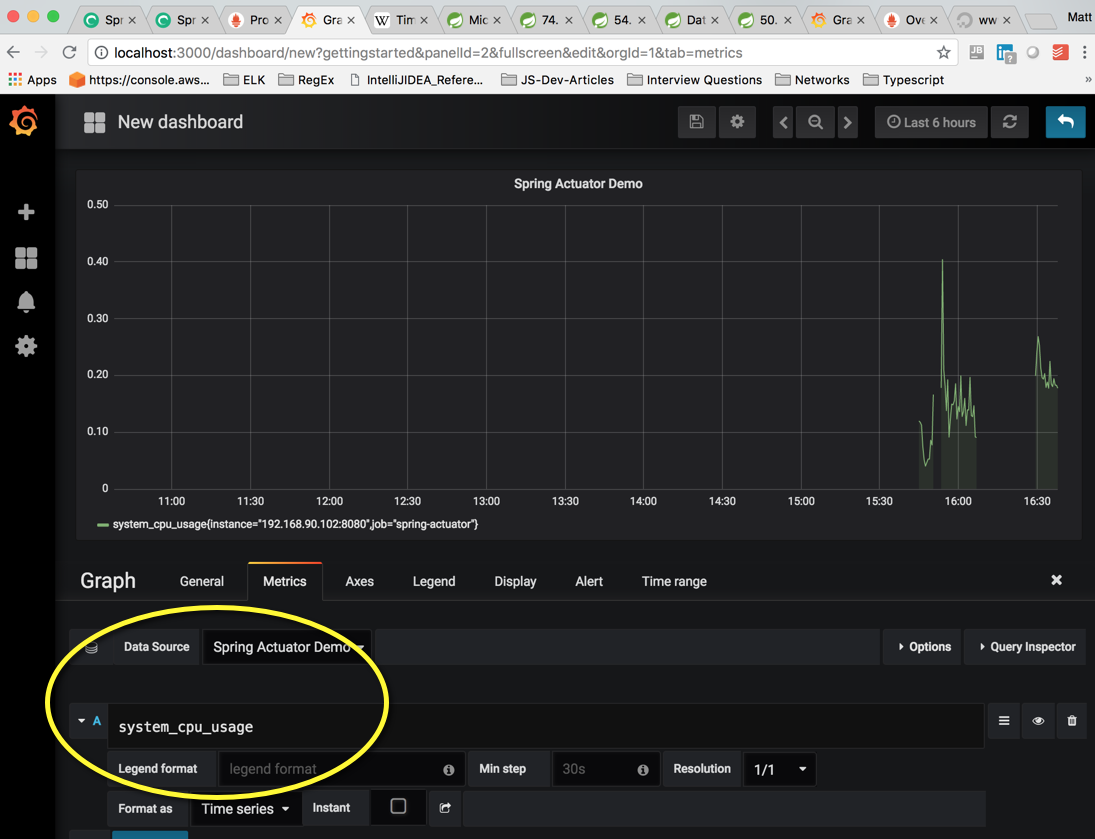 Spr Spr Pro Gra Tim Mic 74. 54. Dat 50. Gra Ove ww Matt
localhost:3000/dashboard/new?gettingstarted&panelId=2&fullscreen&edit&orgId=1&tab=metrics
Apps https://console.aws... ELK RegEx IntelliJIDEA_Refere... JS-Dev-Articles Interview Questions Networks Typescript »
New dashboard Last 6 hours
Spring Actuator Demo
0.50
0.40
0.30
0.20
0.10
0
11:00 11:30 12:00 12:30 13:00 13:30 14:00 14:30 15:00 15:30 16:00 16:30
system_cpu_usage{instance="192.168.90.102:8080",job="spring-actuator"}
Graph General Metrics Axes Legend Display Alert Time range
Data Source Spring Actuator Demo Options Query Inspector
A system_cpu_usage
Legend format legend format Min step 30s Resolution 1/1
Format as Time series Instant